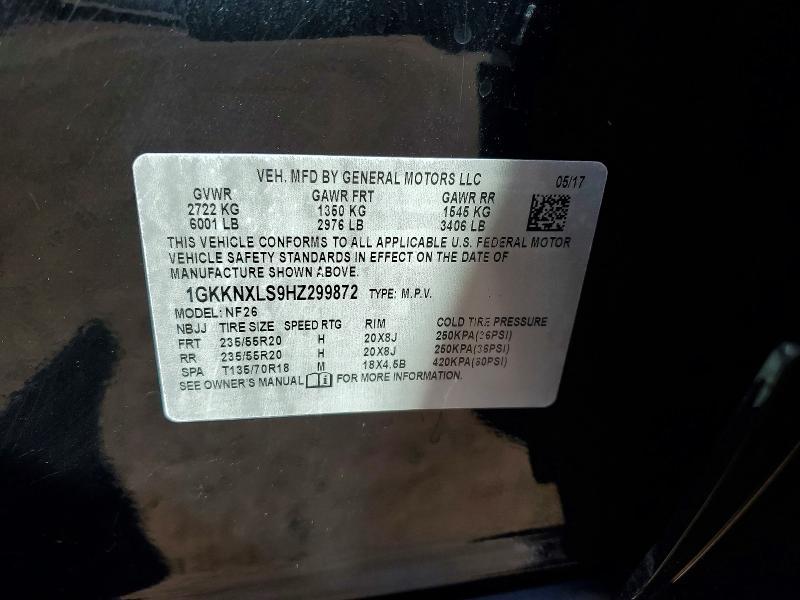 VEH. MFD BY GENERAL MOTORS LLC 05/17
GVWR GAWR FRT GAWR RR
2722 KG 1350 KG 1545 KG
6001 LB 2976 LB 3406 LB
THIS VEHICLE CONFORMS TO ALL APPLICABLE U.S. FEDERAL MOTOR
VEHICLE SAFETY STANDARDS IN EFFECT ON THE DATE OF
MANUFACTURE SHOWN ABOVE.
1GKKNXLS9HZ299872 TYPE: M.P.V.
MODEL: NF26
NBJJ TIRE SIZE SPEED RTG RIM COLD TIRE PRESSURE
FRT 235/55R20 H 20X8J 250KPA(36PSI)
RR 235/55R20 H 20X8J 250KPA(36PSI)
SPA T135/70R18 M 18X4.5B 420KPA(60PSI)
SEE OWNER'S MANUAL FOR MORE INFORMATION.